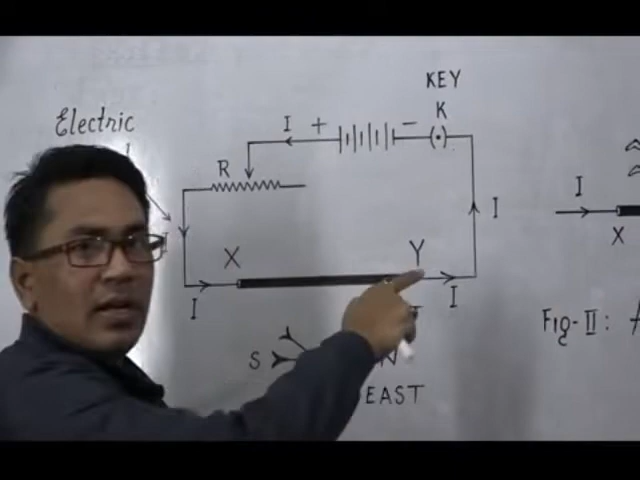 KEY
Electric
I + - K
R
I
I
X Y
I I X
Fig-II:
S N
EAST